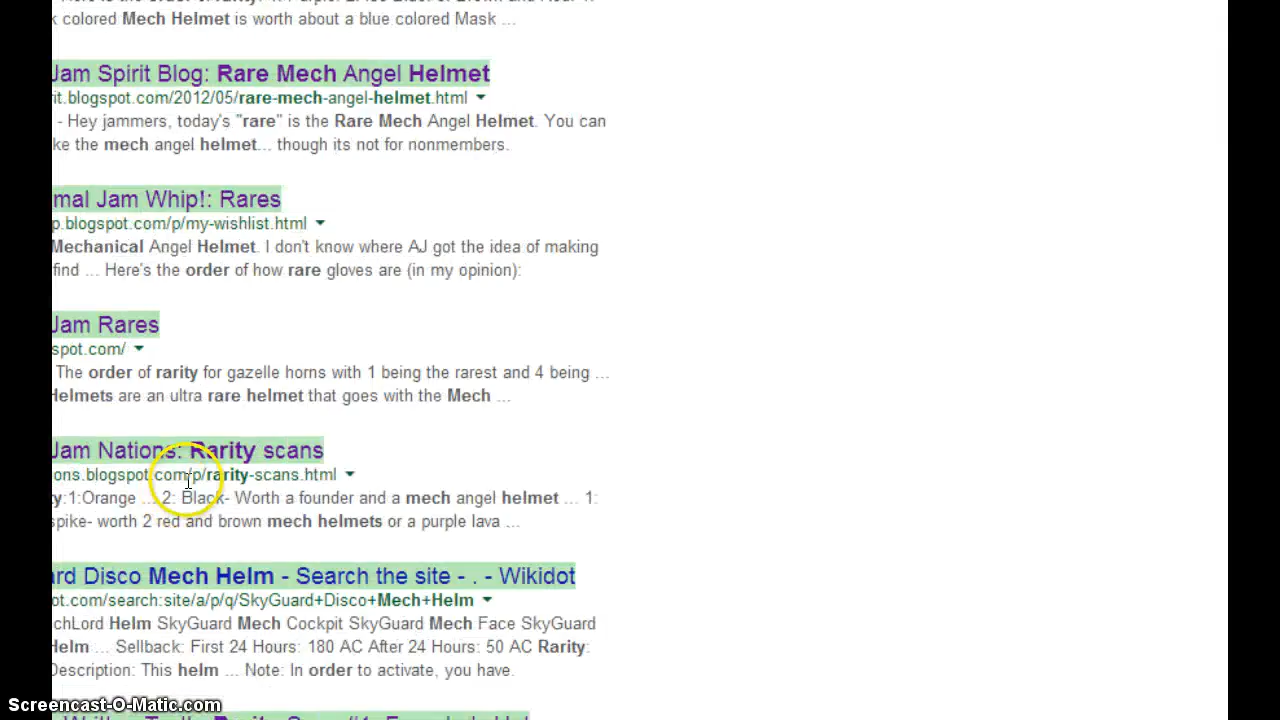 colored Mech Helmet is worth about a blue colored Mask ...
Jam Spirit Blog: Rare Mech Angel Helmet
it.blogspot.com/2012/05/rare-mech-angel-helmet.html
- Hey jammers, today's "rare" is the Rare Mech Angel Helmet. You can
ke the mech angel helmet... though its not for nonmembers.
mal Jam Whip!: Rares
p.blogspot.com/p/my-wishlist.html
Mechanical Angel Helmet. I don't know where AJ got the idea of making
find ... Here's the order of how rare gloves are (in my opinion):
Jam Rares
spot.com/
The order of rarity for gazelle horns with 1 being the rarest and 4 being ...
Helmets are an ultra rare helmet that goes with the Mech ...
Jam Nations: Rarity scans
ons.blogspot.com/p/rarity-scans.html
ty:1:Orange ... 2: Black- Worth a founder and a mech angel helmet ... 1:
spike- worth 2 red and brown mech helmets or a purple lava ...
ard Disco Mech Helm - Search the site - . - Wikidot
ot.com/search:site/a/p/q/SkyGuard+Disco+Mech+Helm
chLord Helm SkyGuard Mech Cockpit SkyGuard Mech Face SkyGuard
Helm ... Sellback: First 24 Hours: 180 AC After 24 Hours: 50 AC Rarity:
Description: This helm ... Note: In order to activate, you have.
Screencast-O-Matic.com